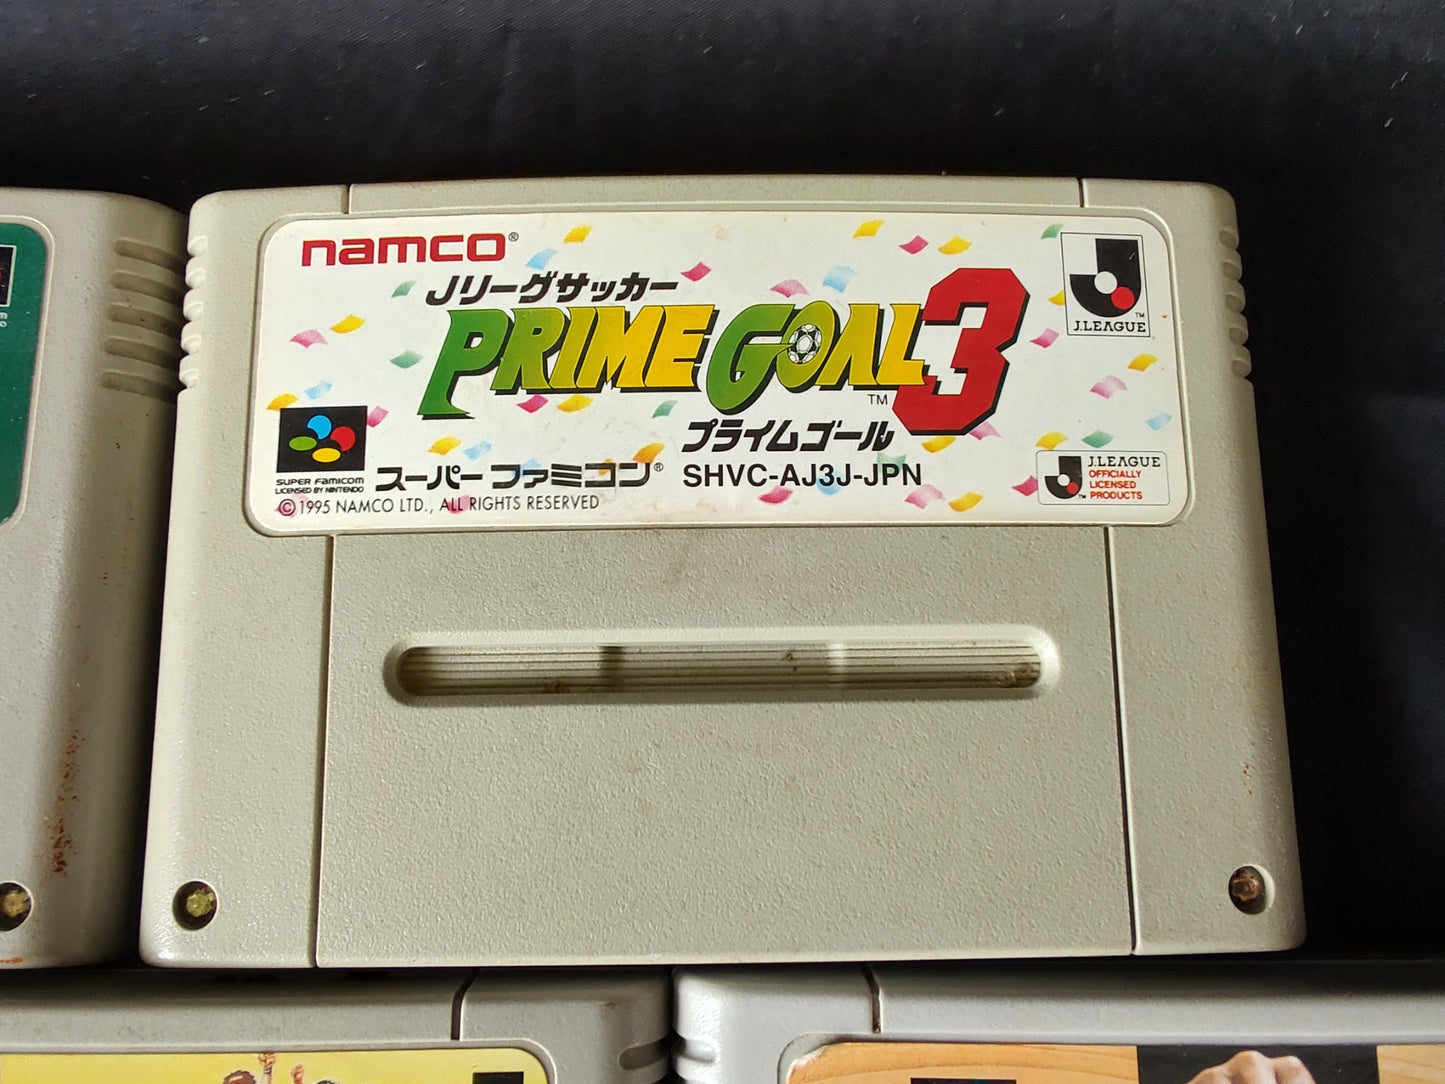 namco®
Jリーグサッカー
PRIME GOAL 3
TM
プライムゴール
TM
J.LEAGUE
SUPER FAMICOM
LICENSED BY NINTENDO
スーパーファミコン®
SHVC-AJ3J-JPN
©1995 NAMCO LTD., ALL RIGHTS RESERVED
J.LEAGUE
OFFICIALLY
LICENSED
PRODUCTS
TM